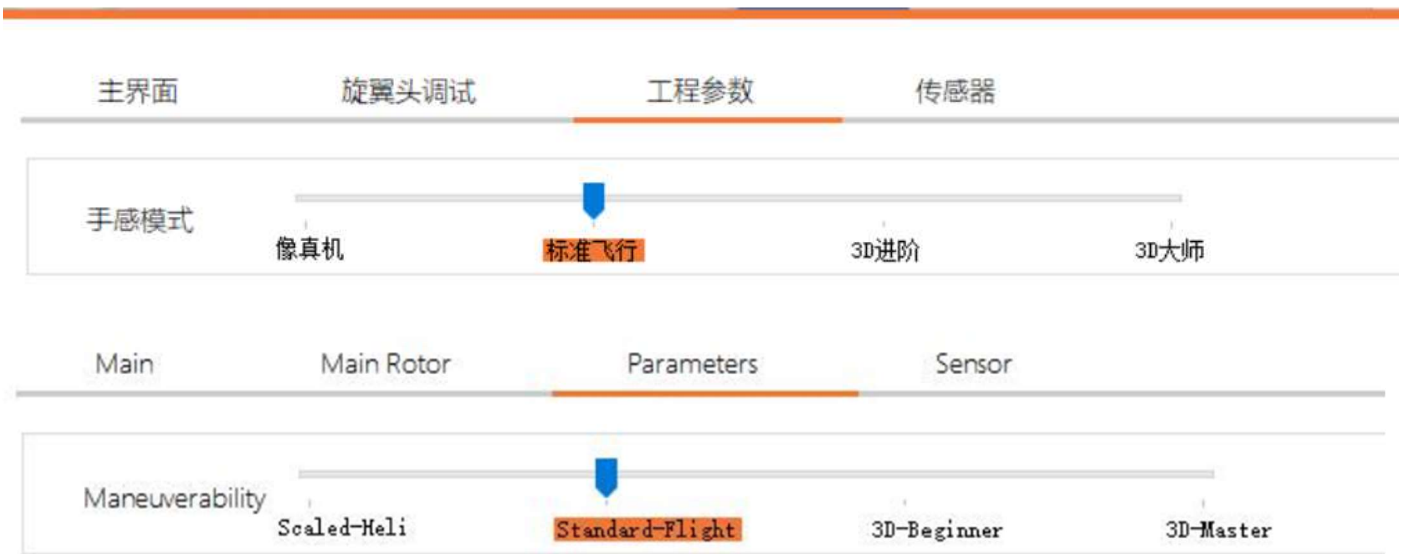 主界面 旋翼头调试 工程参数 传感器
手感模式
像真机 标准飞行 3D进阶 3D大师
Main Main Rotor Parameters Sensor
Maneuverability
Scaled-Heli Standard-Flight 3D-Beginner 3D-Master